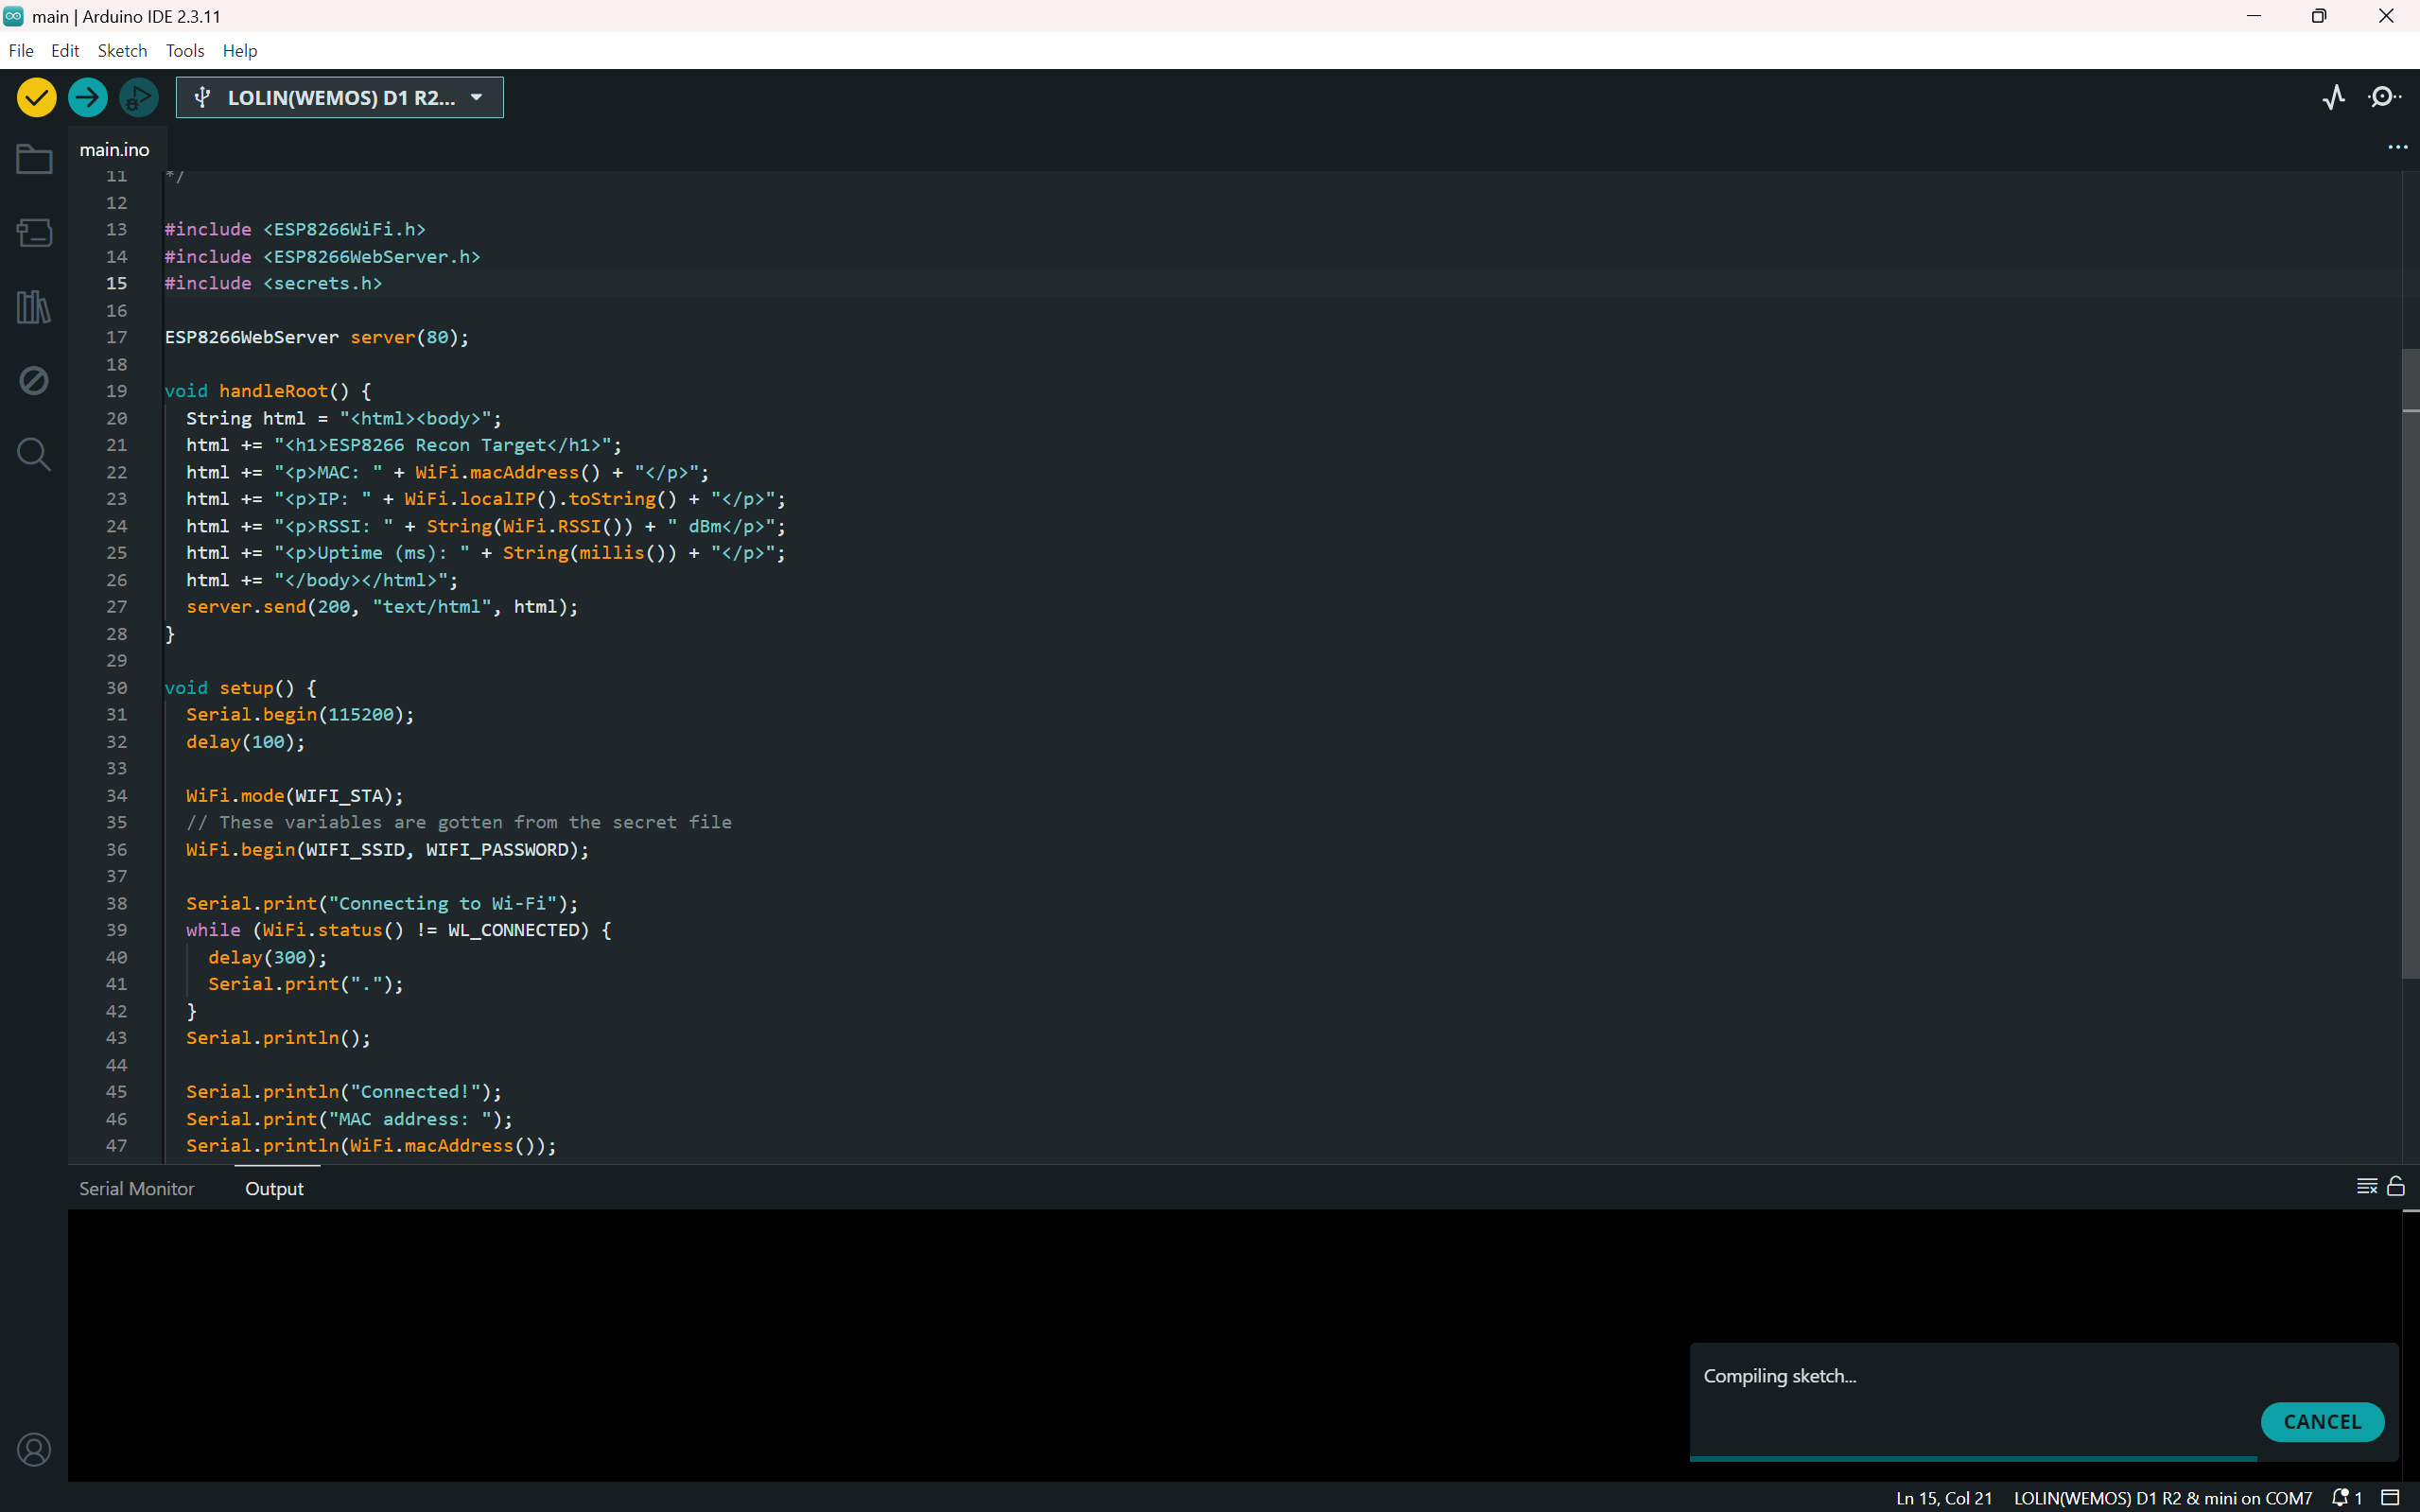 main | Arduino IDE 2.3.11
File Edit Sketch Tools Help
LOLIN(WEMOS) D1 R2...
main.ino
11 */
12
13 #include <ESP8266WiFi.h>
14 #include <ESP8266WebServer.h>
15 #include <secrets.h>
16
17 ESP8266WebServer server(80);
18
19 void handleRoot() {
20   String html = "<html><body>";
21   html += "<h1>ESP8266 Recon Target</h1>";
22   html += "<p>MAC: " + WiFi.macAddress() + "</p>";
23   html += "<p>IP: " + WiFi.localIP().toString() + "</p>";
24   html += "<p>RSSI: " + String(WiFi.RSSI()) + " dBm</p>";
25   html += "<p>Uptime (ms): " + String(millis()) + "</p>";
26   html += "</body></html>";
27   server.send(200, "text/html", html);
28 }
29
30 void setup() {
31   Serial.begin(115200);
32   delay(100);
33
34   WiFi.mode(WIFI_STA);
35   // These variables are gotten from the secret file
36   WiFi.begin(WIFI_SSID, WIFI_PASSWORD);
37
38   Serial.print("Connecting to Wi-Fi");
39   while (WiFi.status() != WL_CONNECTED) {
40     delay(300);
41     Serial.print(".");
42   }
43   Serial.println();
44
45   Serial.println("Connected!");
46   Serial.print("MAC address: ");
47   Serial.println(WiFi.macAddress());
Serial Monitor Output
Compiling sketch...
CANCEL
Ln 15, Col 21 LOLIN(WEMOS) D1 R2 & mini on COM7 1